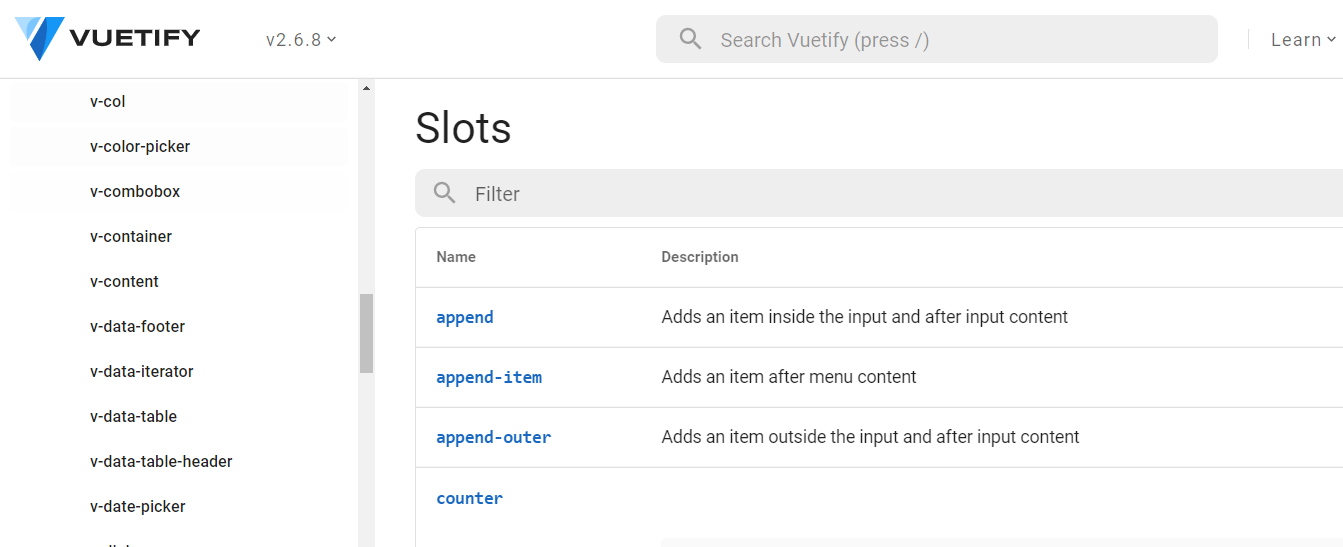 VUETIFY
v2.6.8
Search Vuetify (press /)
Learn
v-col
v-color-picker
v-combobox
v-container
v-content
v-data-footer
v-data-iterator
v-data-table
v-data-table-header
v-date-picker
Slots
Filter
Name Description
append Adds an item inside the input and after input content
append-item Adds an item after menu content
append-outer Adds an item outside the input and after input content
counter